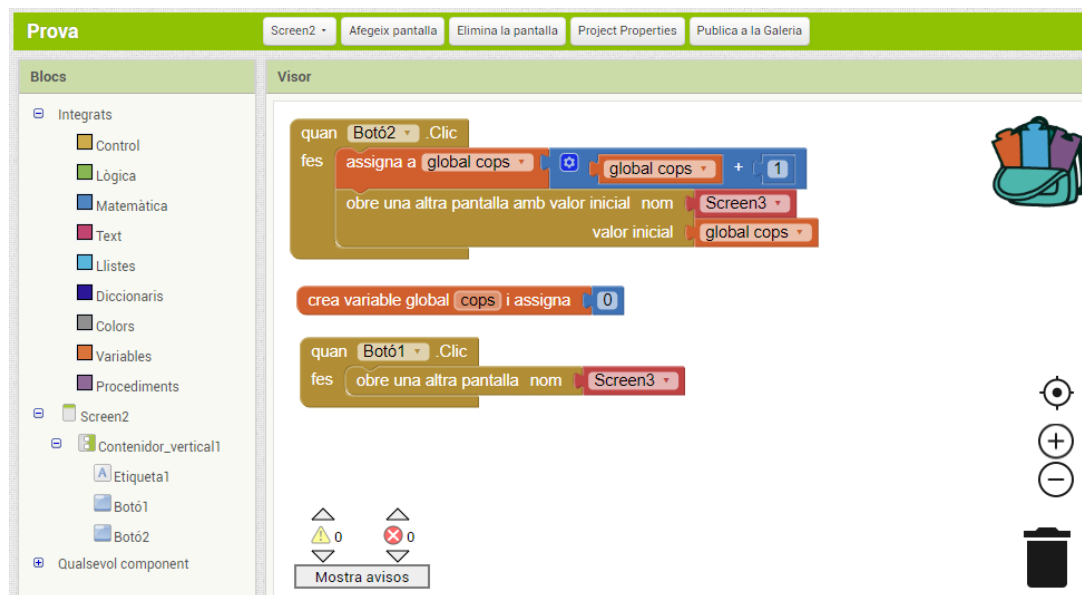 Prova
Screen2
Afegeix pantalla
Elimina la pantalla
Project Properties
Publica a la Galeria
Blocs
Visor
Integrats
Control
Lògica
Matemàtica
Text
Llistes
Diccionaris
Colors
Variables
Procediments
Screen2
Contenidor_vertical1
A Etiqueta1
Botó1
Botó2
Qualsevol component
quan Botó2 .Clic
fes assigna a global cops global cops + 1
obre una altra pantalla amb valor inicial nom Screen3
valor inicial global cops
crea variable global cops i assigna 0
quan Botó1 .Clic
fes obre una altra pantalla nom Screen3
0 0
Mostra avisos